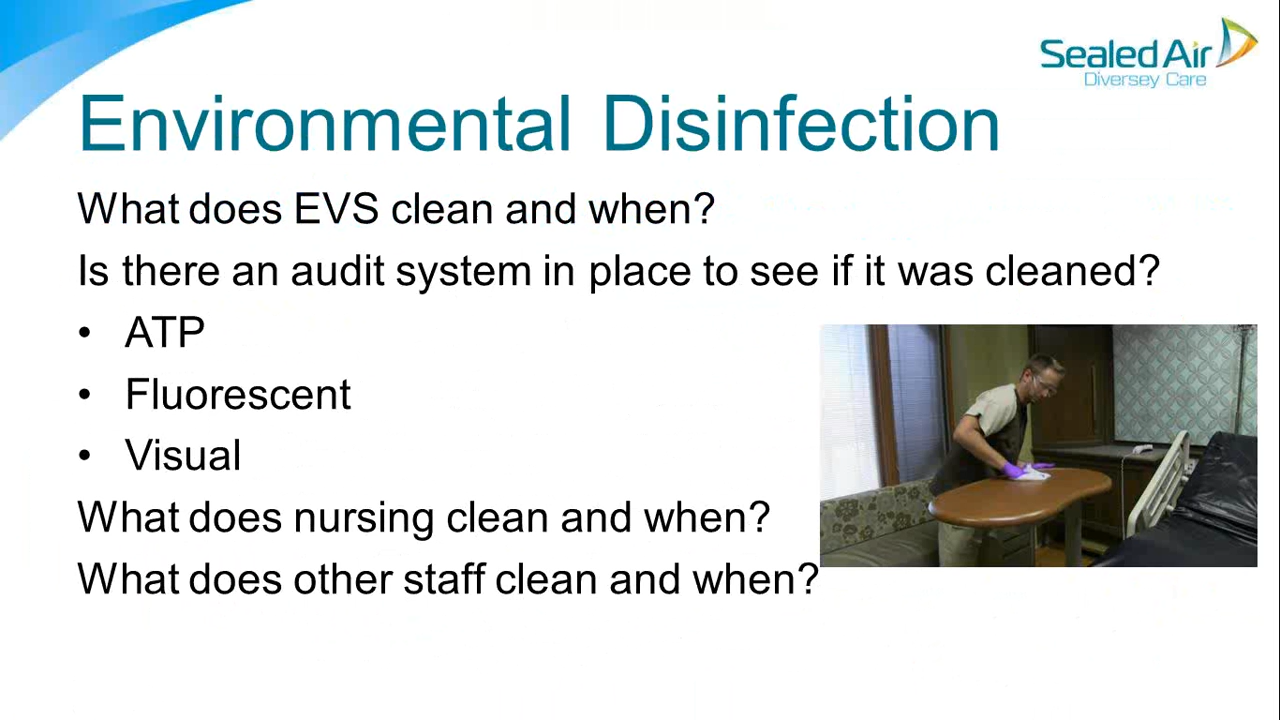 Sealed Air
Diversey Care
Environmental Disinfection
What does EVS clean and when?
Is there an audit system in place to see if it was cleaned?
• ATP
• Fluorescent
• Visual
What does nursing clean and when?
What does other staff clean and when?